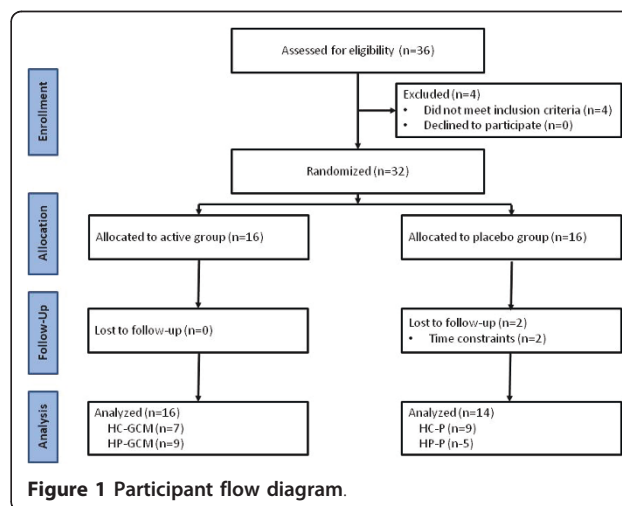 Assessed for eligibility (n=36)
Enrollment
Excluded (n=4)
• Did not meet inclusion criteria (n=4)
• Declined to participate (n=0)
Randomized (n=32)
Allocation
Allocated to active group (n=16)
Allocated to placebo group (n=16)
Follow-Up
Lost to follow-up (n=0)
Lost to follow-up (n=2)
• Time constraints (n=2)
Analysis
Analyzed (n=16)
HC-GCM (n=7)
HP-GCM (n=9)
Analyzed (n=14)
HC-P (n=9)
HP-P (n-5)
Figure 1 Participant flow diagram.